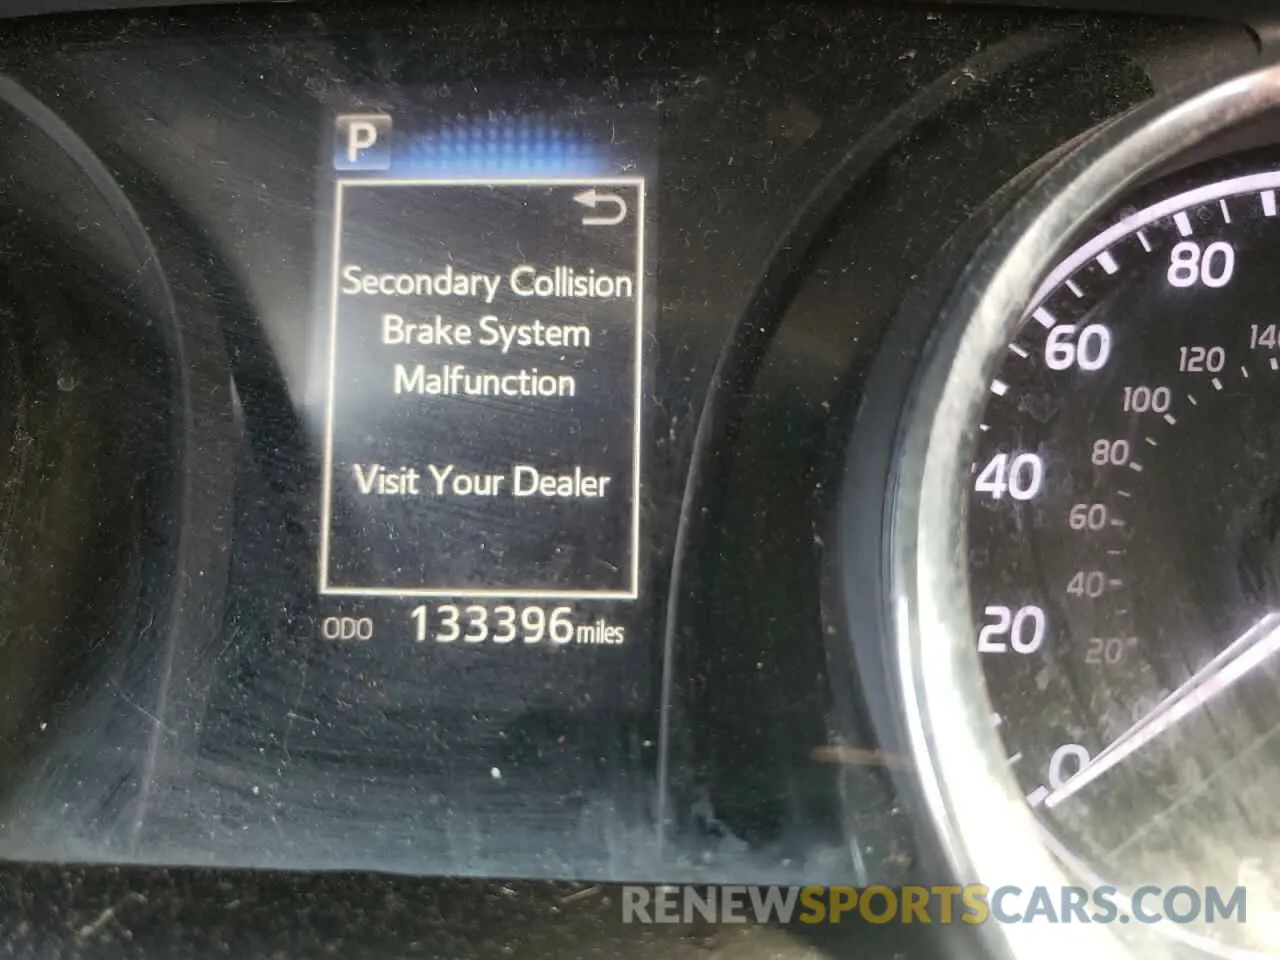 P
Secondary Collision
Brake System
Malfunction
Visit Your Dealer
ODO 133396 miles
80
60
40
20
0
120
100
80
60
40
20
RENEWSPORTSCARS.COM